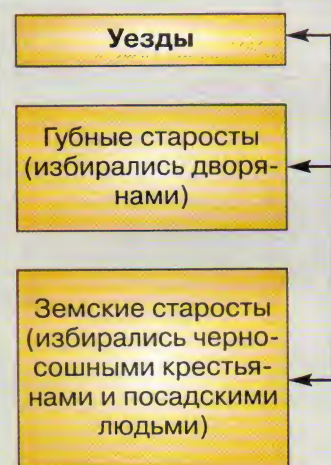 Уезды
Губные старосты
(избирались дворя-
нами)
Земские старосты
(избирались черно-
сошными крестья-
нами и посадскими
людьми)